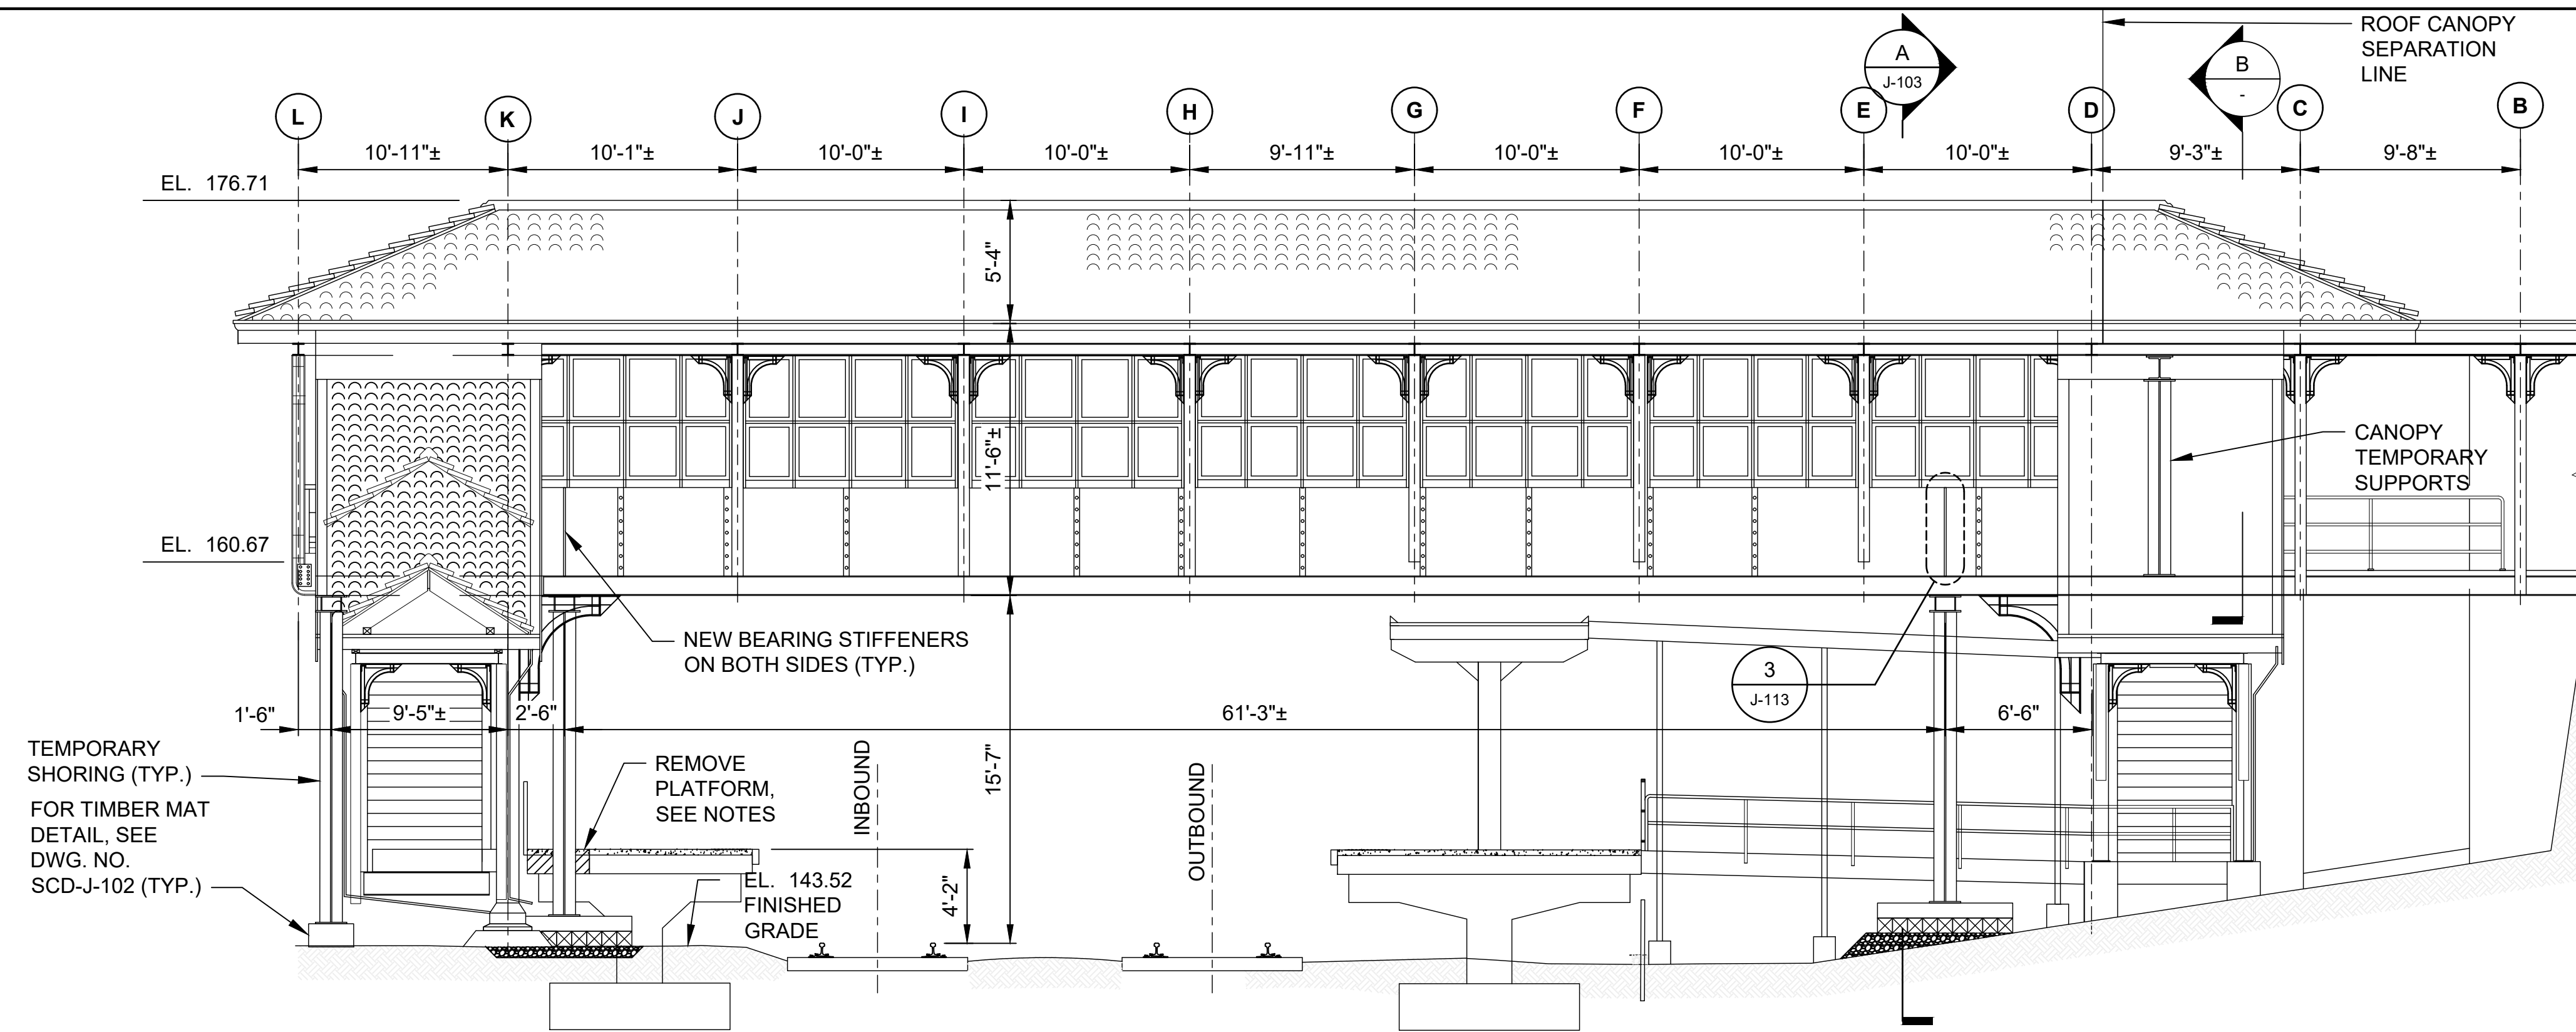 ROOF CANOPY
SEPARATION
LINE
A
J-103
B
-
L
K
J
I
H
G
F
E
D
C
B
10'-11"±
10'-1"±
10'-0"±
10'-0"±
9'-11"±
10'-0"±
10'-0"±
10'-0"±
9'-3"±
9'-8"±
EL. 176.71
5'-4"
11'-6"±
CANOPY
TEMPORARY
SUPPORTS
EL. 160.67
NEW BEARING STIFFENERS
ON BOTH SIDES (TYP.)
3
J-113
1'-6"
9'-5"±
2'-6"
61'-3"±
6'-6"
TEMPORARY
SHORING (TYP.)
FOR TIMBER MAT
DETAIL, SEE
DWG. NO.
SCD-J-102 (TYP.)
REMOVE
PLATFORM,
SEE NOTES
INBOUND
OUTBOUND
15'-7"
4'-2"
EL. 143.52
FINISHED
GRADE